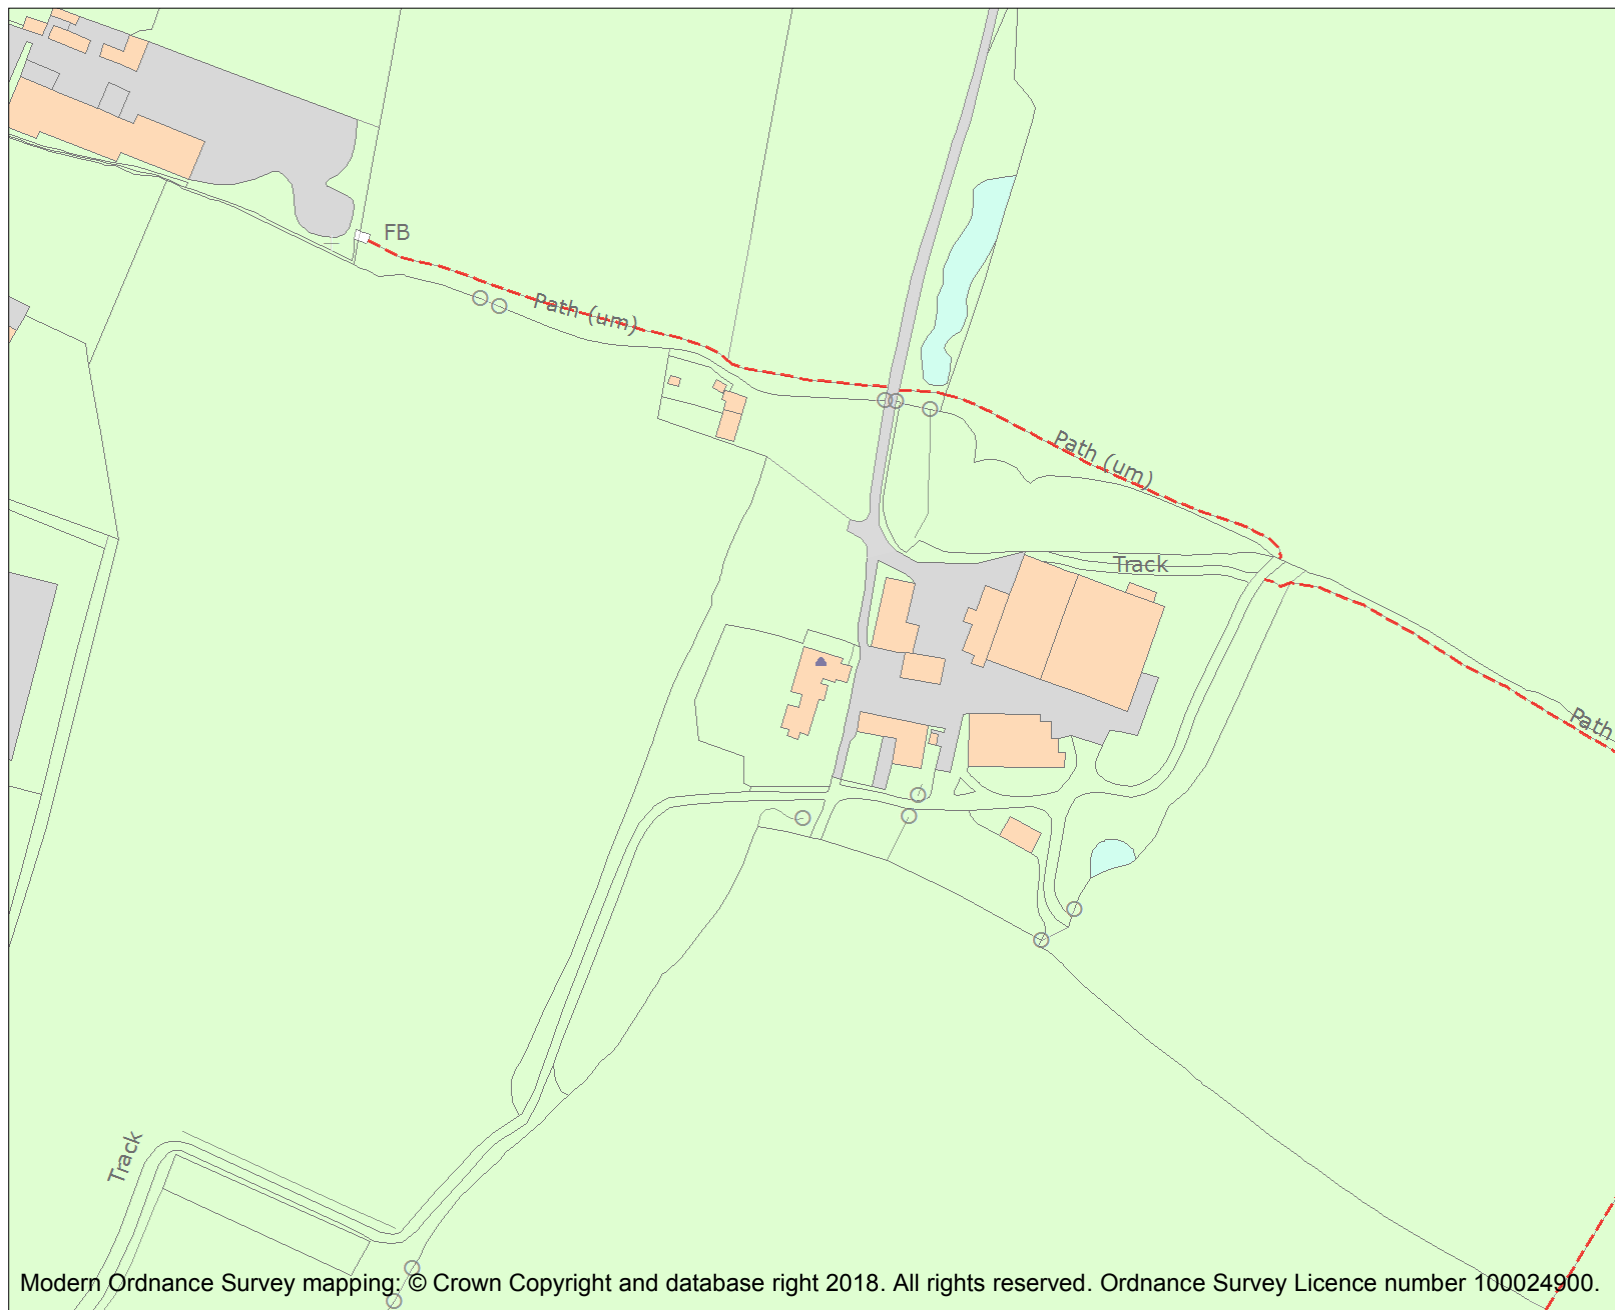 FB
Path (um)
Path (um)
Track
Path
Track
Modern Ordnance Survey mapping: © Crown Copyright and database right 2018. All rights reserved. Ordnance Survey Licence number 100024900.